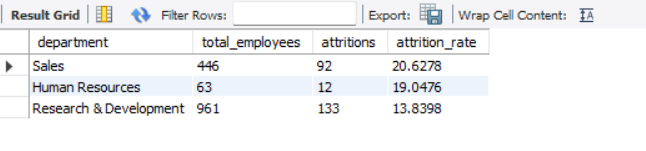 Result Grid Filter Rows: Export: Wrap Cell Content: IA
department total_employees attritions attrition_rate
Sales 446 92 20.6278
Human Resources 63 12 19.0476
Research & Development 961 133 13.8398